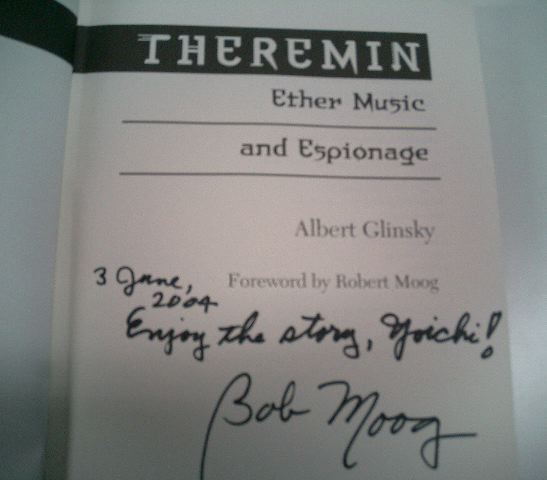 THEREMIN
Ether Music
and Espionage
Albert Glinsky
Foreword by Robert Moog
3 June,
2004
Enjoy the story, Yoichi!
Bob Moog